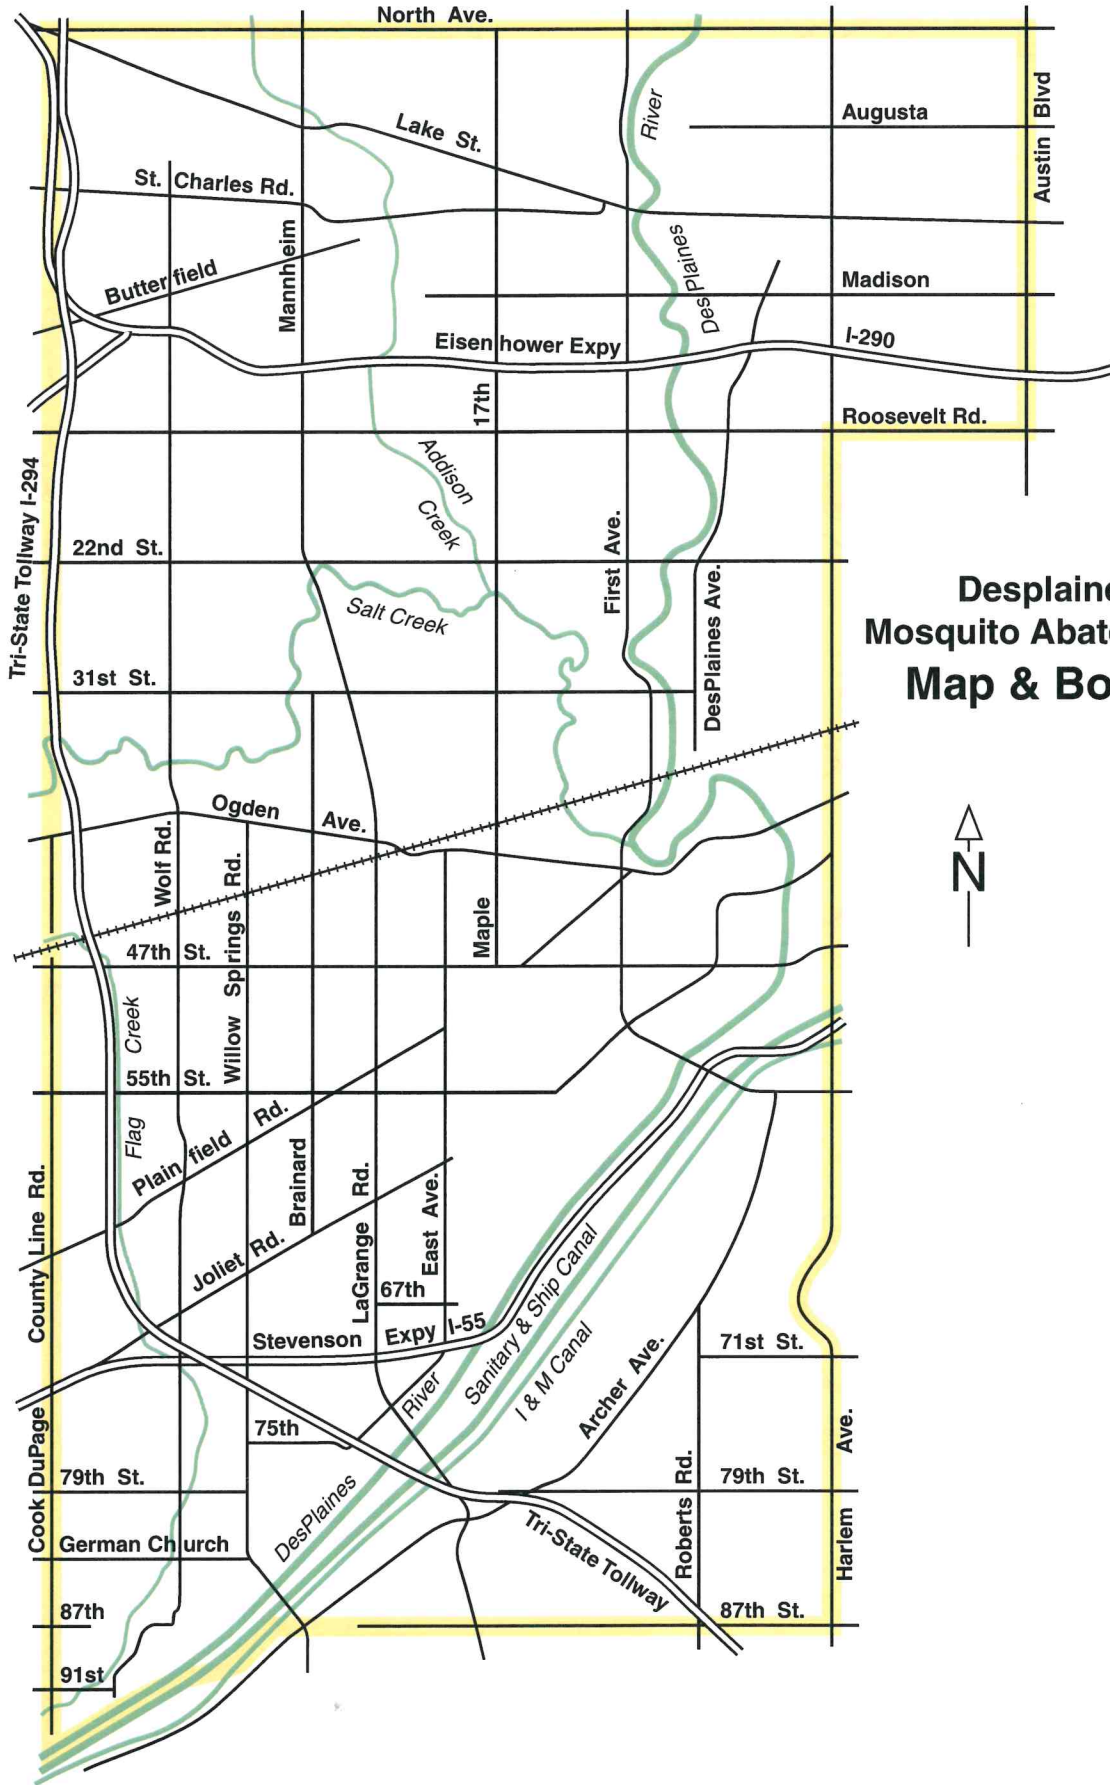 North Ave.
Augusta
Austin Blvd
River
Lake St.
St. Charles Rd.
DesPlaines
Mannheim
Butterfield
Madison
Eisenhower Expy
I-290
17th
Roosevelt Rd.
Addison
Creek
Tri-State Tollway I-294
22nd St.
First Ave.
DesPlaines Ave.
Salt Creek
31st St.
Desplaine
Mosquito Abat
Map & Bo
Ogden Ave.
Wolf Rd.
Willow Springs Rd.
Maple
N
47th St.
Creek
Flag
55th St.
Plainfield Rd.
Brainard
LaGrange Rd.
East Ave.
County Line Rd.
Joliet Rd.
67th
Stevenson Expy I-55
Sanitary & Ship Canal
I & M Canal
71st St.
Archer Ave.
River
75th
Cook DuPage
79th St.
79th St.
Roberts Rd.
Harlem Ave.
DesPlaines
German Church
Tri-State Tollway
87th
87th St.
91st